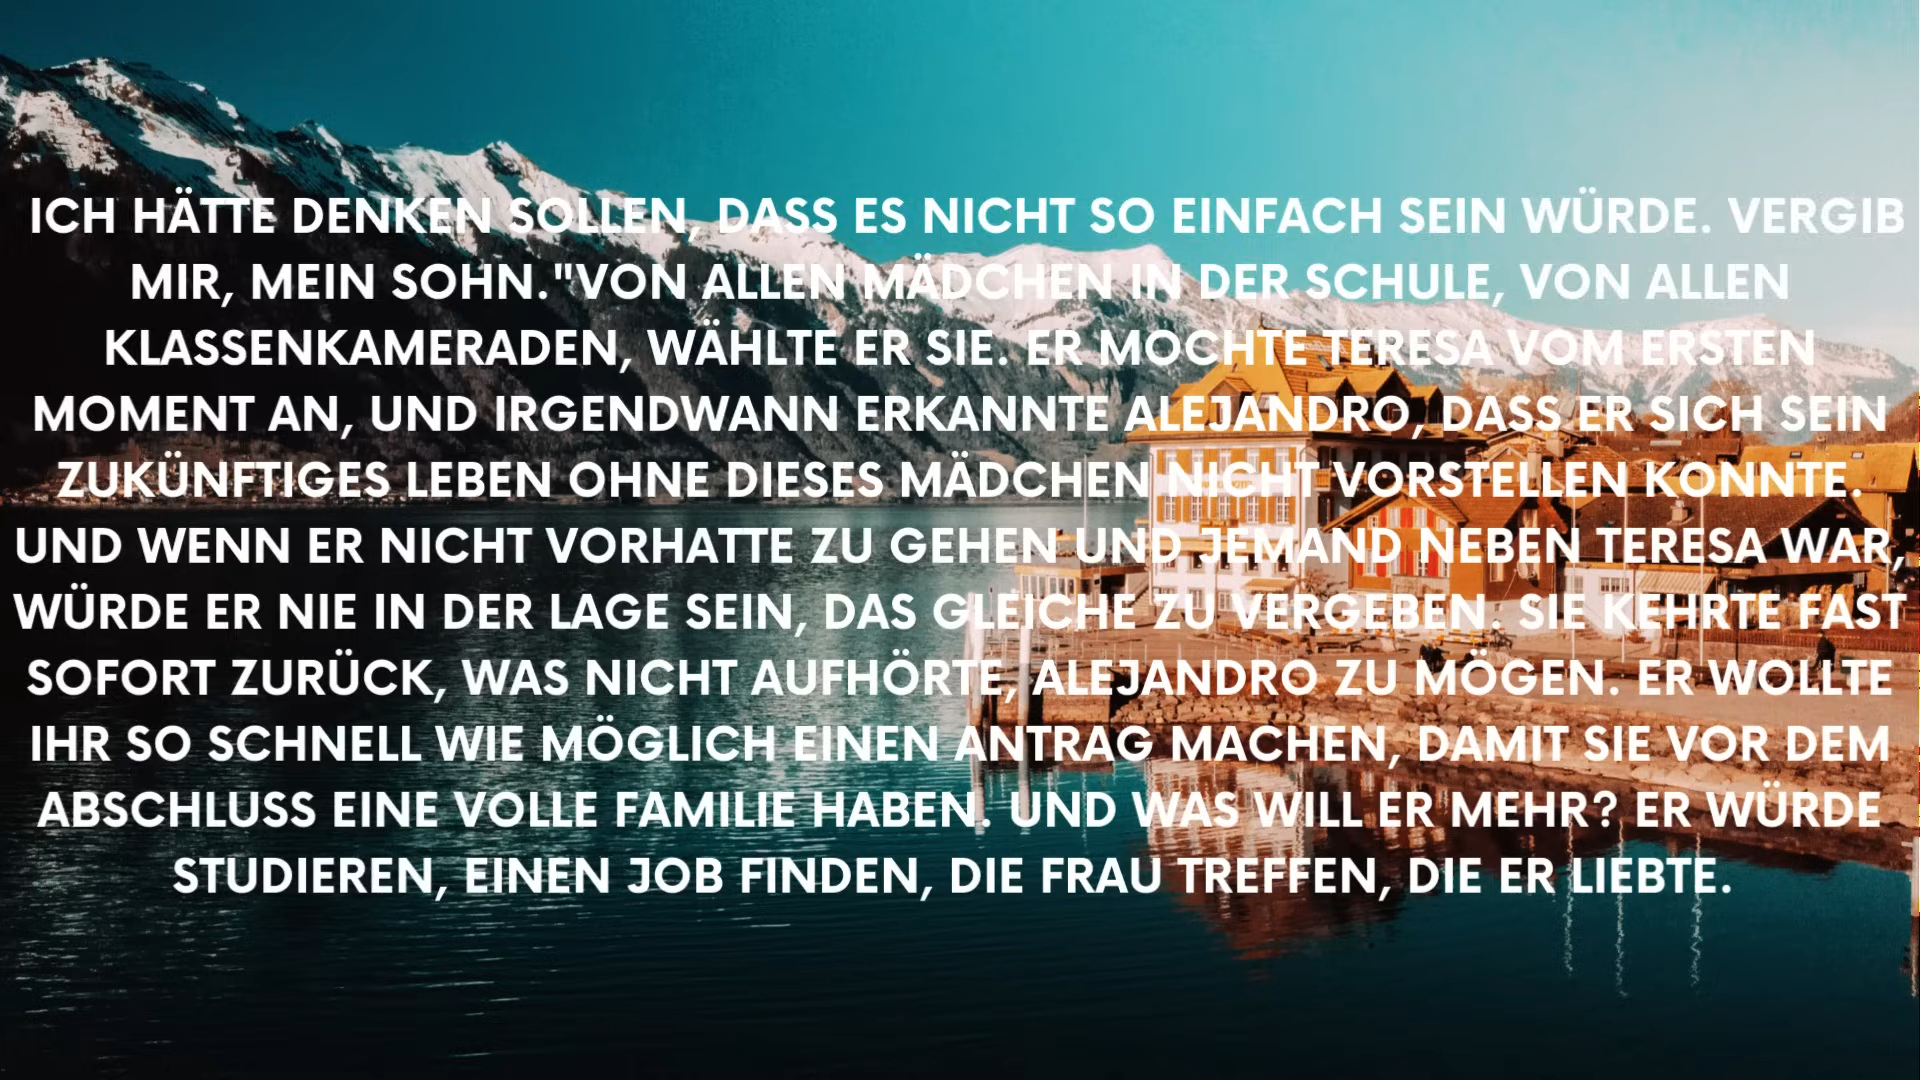 ICH HÄTTE DENKEN SOLLEN, DASS ES NICHT SO EINFACH SEIN WÜRDE. VERGIB
MIR, MEIN SOHN."VON ALLEN MÄDCHEN IN DER SCHULE, VON ALLEN
KLASSENKAMERADEN, WÄHLTE ER SIE. ER MOCHTE TERESA VOM ERSTEN
MOMENT AN, UND IRGENDWANN ERKANNTE ALEJANDRO, DASS ER SICH SEIN
ZUKÜNFTIGES LEBEN OHNE DIESES MÄDCHEN NICHT VORSTELLEN KONNTE.
UND WENN ER NICHT VORHATTE ZU GEHEN UND JEMAND NEBEN TERESA WAR,
WÜRDE ER NIE IN DER LAGE SEIN, DAS GLEICHE ZU VERGEBEN. SIE KEHRTE FAST
SOFORT ZURÜCK, WAS NICHT AUFHÖRTE, ALEJANDRO ZU MÖGEN. ER WOLLTE
IHR SO SCHNELL WIE MÖGLICH EINEN ANTRAG MACHEN, DAMIT SIE VOR DEM
ABSCHLUSS EINE VOLLE FAMILIE HABEN. UND WAS WILL ER MEHR? ER WÜRDE
STUDIEREN, EINEN JOB FINDEN, DIE FRAU TREFFEN, DIE ER LIEBTE.